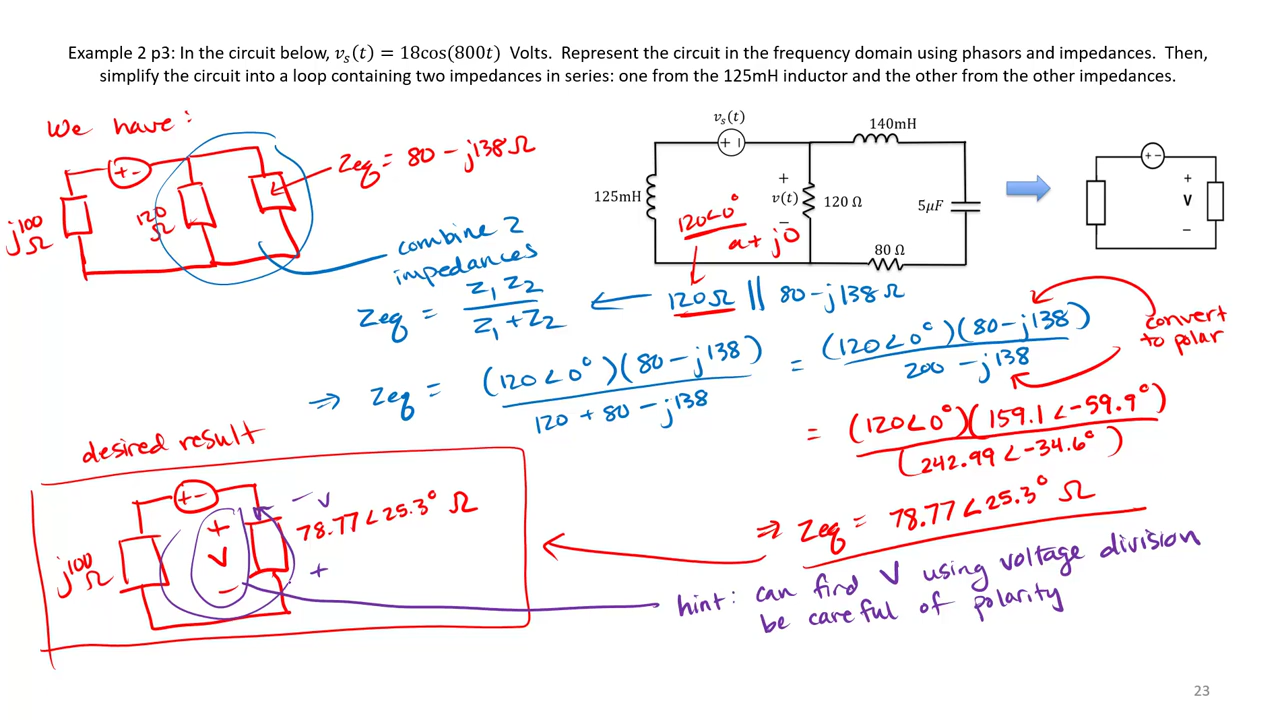 Example 2 p3: In the circuit below, v_s(t) = 18cos(800t) Volts. Represent the circuit in the frequency domain using phasors and impedances. Then,
simplify the circuit into a loop containing two impedances in series: one from the 125mH inductor and the other from the other impedances.
We have:
+ -
j100 Ω
120 Ω
Zeq = 80 - j138 Ω
combine 2
impedances
v_s(t)
+ -
140mH
125mH
+
v(t)
-
120 Ω
5μF
80 Ω
120<0°
a + j0
+ -
+
V
-
Zeq = Z1 Z2 / Z1 + Z2 ← 120Ω || 80 - j138 Ω
convert
to polar
⇒ Zeq = (120<0°)(80 - j138) / 120 + 80 - j138 = (120<0°)(80 - j138) / 200 - j138
= (120<0°)(159.1<-59.9°) / (242.99<-34.6°)
⇒ Zeq = 78.77<25.3° Ω
desired result
+ -
j100 Ω
+
V
-
- V
+
78.77<25.3° Ω
hint: can find V using voltage division
be careful of polarity
23